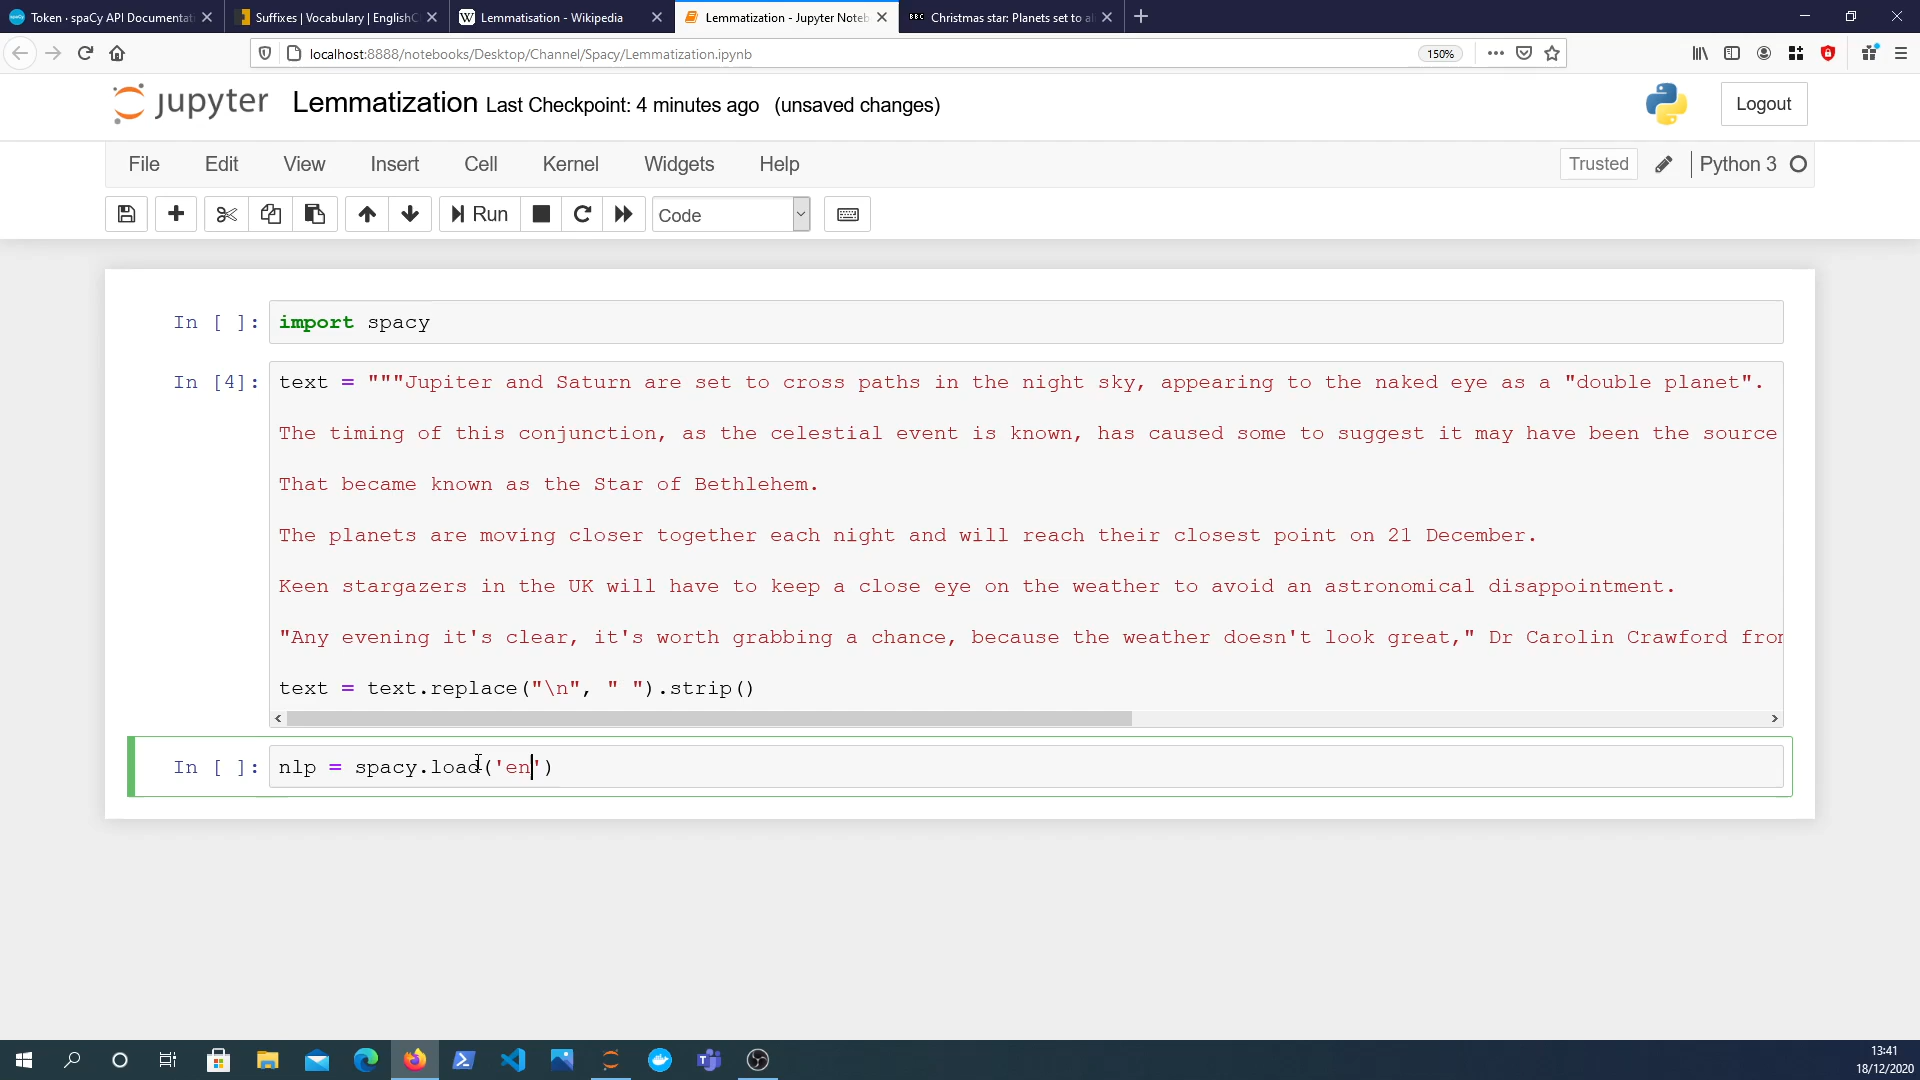 Token · spaCy API Documentat
Suffixes | Vocabulary | EnglishC
Lemmatisation - Wikipedia
Lemmatization - Jupyter Noteb
BBC
Christmas star: Planets set to al
localhost:8888/notebooks/Desktop/Channel/Spacy/Lemmatization.ipynb
150%
jupyter
Lemmatization Last Checkpoint: 4 minutes ago (unsaved changes)
Logout
File
Edit
View
Insert
Cell
Kernel
Widgets
Help
Trusted
Python 3
Run
Code
In [ ]: import spacy
In [4]: text = """Jupiter and Saturn are set to cross paths in the night sky, appearing to the naked eye as a "double planet".
The timing of this conjunction, as the celestial event is known, has caused some to suggest it may have been the source
That became known as the Star of Bethlehem.
The planets are moving closer together each night and will reach their closest point on 21 December.
Keen stargazers in the UK will have to keep a close eye on the weather to avoid an astronomical disappointment.
"Any evening it's clear, it's worth grabbing a chance, because the weather doesn't look great," Dr Carolin Crawford from
text = text.replace("\n", " ").strip()
In [ ]: nlp = spacy.load('en')
13:41
18/12/2020